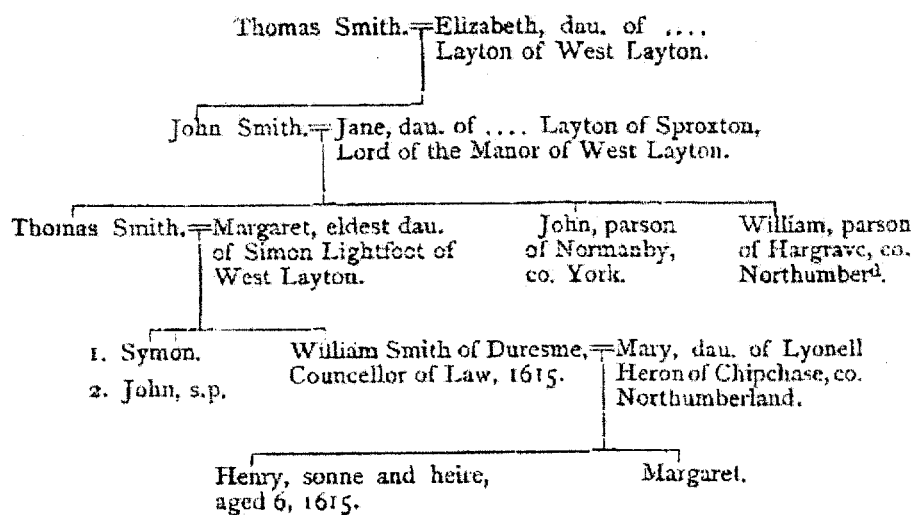 Thomas Smith.=Elizabeth, dau. of ....
Layton of West Layton.
John Smith.=Jane, dau. of .... Layton of Sproxton,
Lord of the Manor of West Layton.
Thomas Smith.=Margaret, eldest dau.
of Simon Lightfoot of
West Layton.
John, parson
of Normanby,
co. York.
William, parson
of Hargrave, co.
Northumberd.
1. Symon.
2. John, s.p.
William Smith of Duresme,=Mary, dau. of Lyonell
Councellor of Law, 1615.
Heron of Chipchase, co.
Northumberland.
Henry, sonne and heire,
aged 6, 1615.
Margaret.